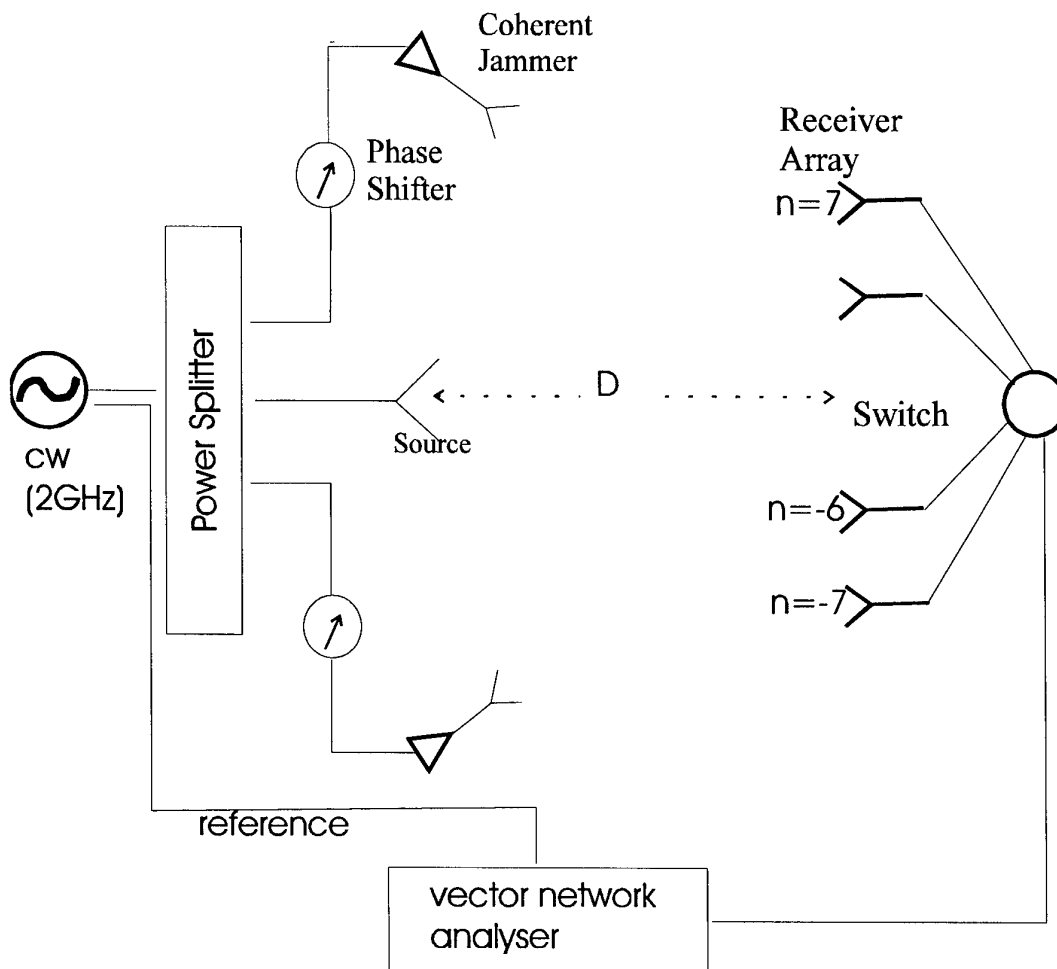 Coherent
Jammer
Phase
Shifter
Receiver
Array
n=7
Power Splitter
D
Switch
Source
CW
(2GHz)
n=-6
n=-7
reference
vector network
analyser